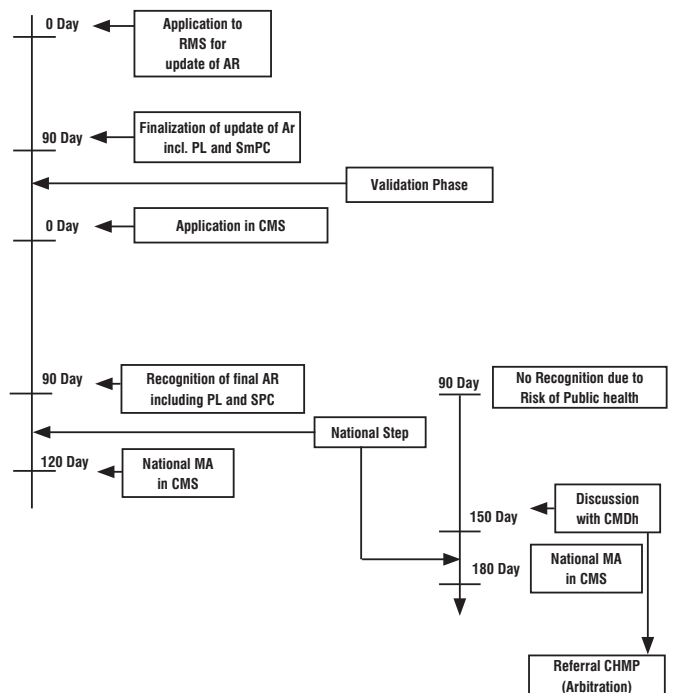 0 Day
Application to
RMS for
update of AR
90 Day
Finalization of update of Ar
incl. PL and SmPC
Validation Phase
0 Day
Application in CMS
90 Day
Recognition of final AR
including PL and SPC
90 Day
No Recognition due to
Risk of Public health
National Step
120 Day
National MA
in CMS
150 Day
Discussion
with CMDh
180 Day
National MA
in CMS
Referral CHMP
(Arbitration)